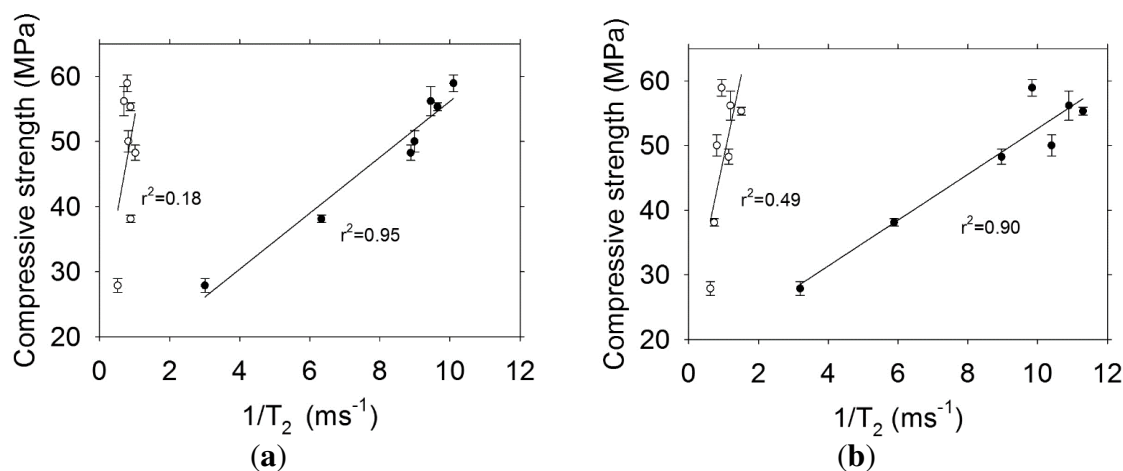 Compressive strength (MPa)
60
50
40
30
20
r²=0.18
r²=0.95
0 2 4 6 8 10 12
1/T₂ (ms⁻¹)
(a)
Compressive strength (MPa)
60
50
40
30
20
r²=0.49
r²=0.90
0 2 4 6 8 10 12
1/T₂ (ms⁻¹)
(b)